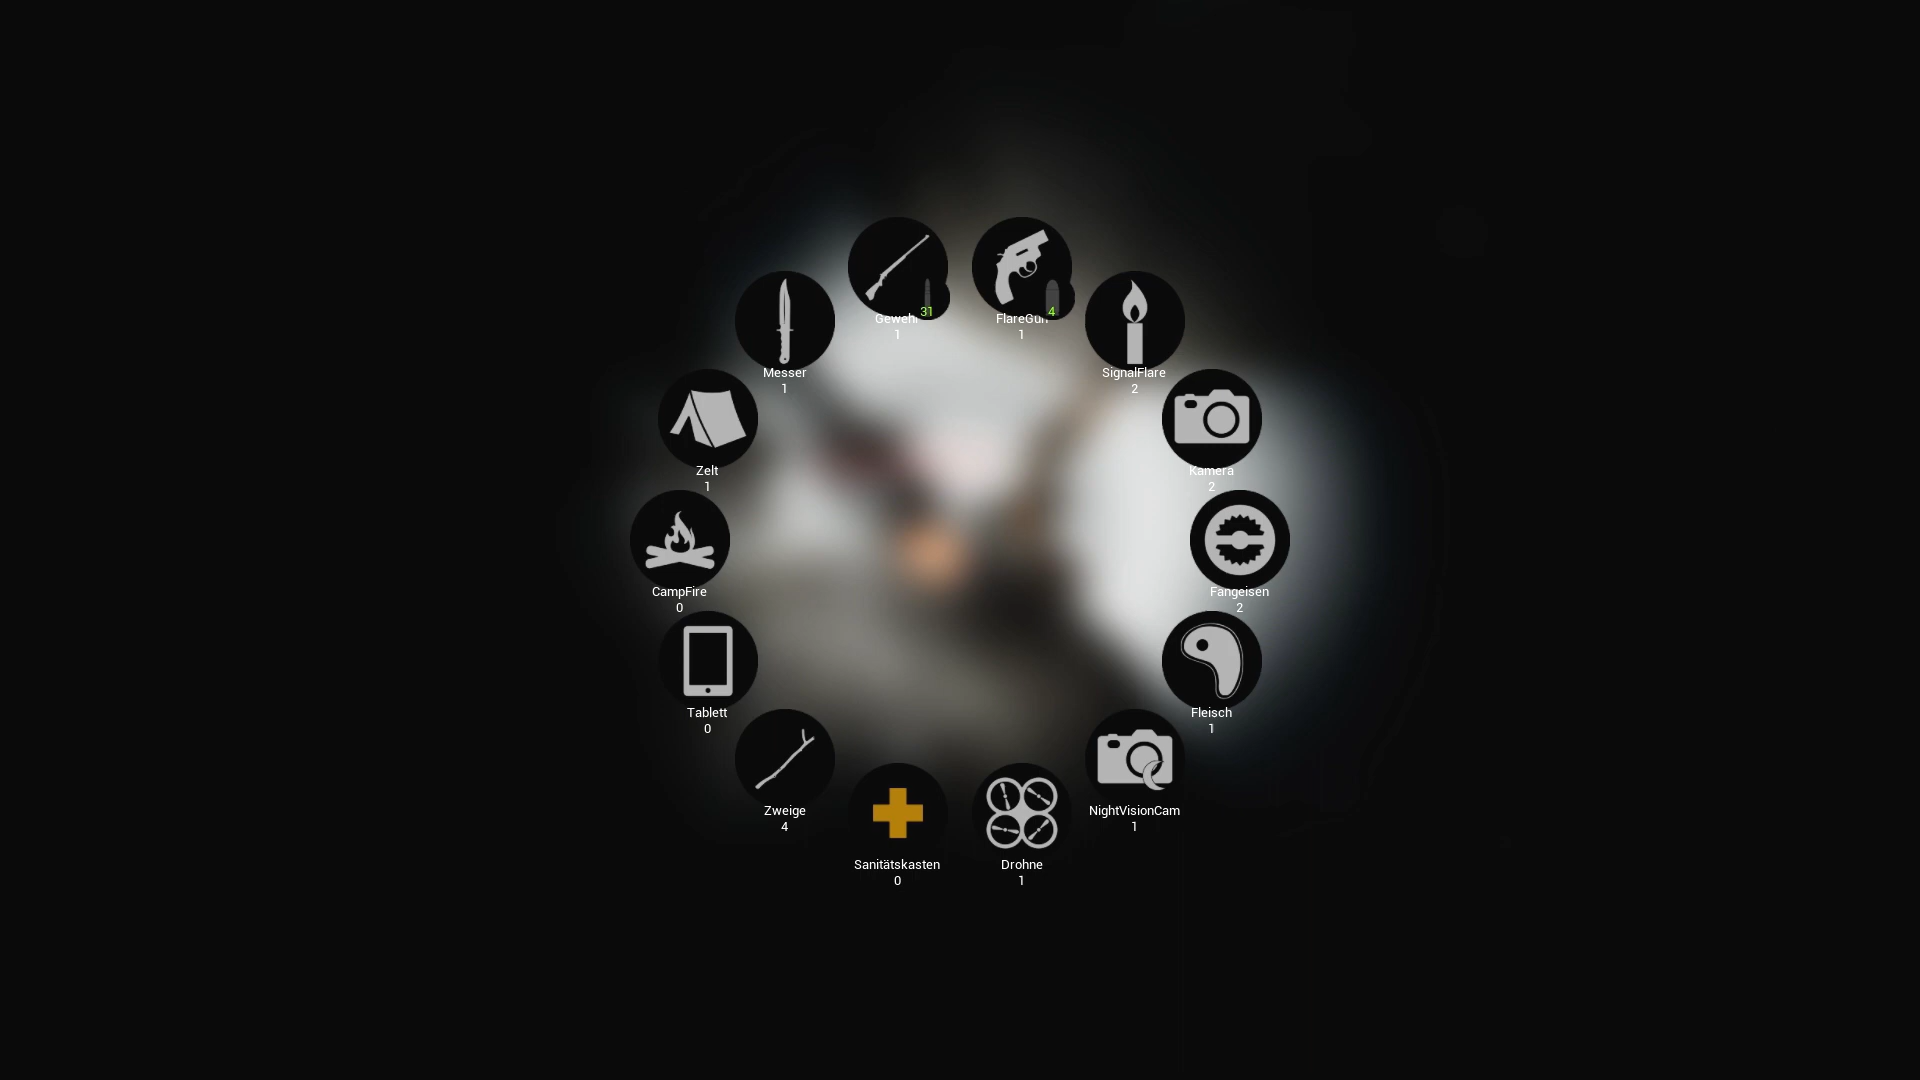 31
Gewehr
1
4
FlareGun
1
Messer
1
SignalFlare
2
Zelt
1
Kamera
2
CampFire
0
Fangeisen
2
Tablett
0
Fleisch
1
Zweige
4
NightVisionCam
1
Sanitätskasten
0
Drohne
1